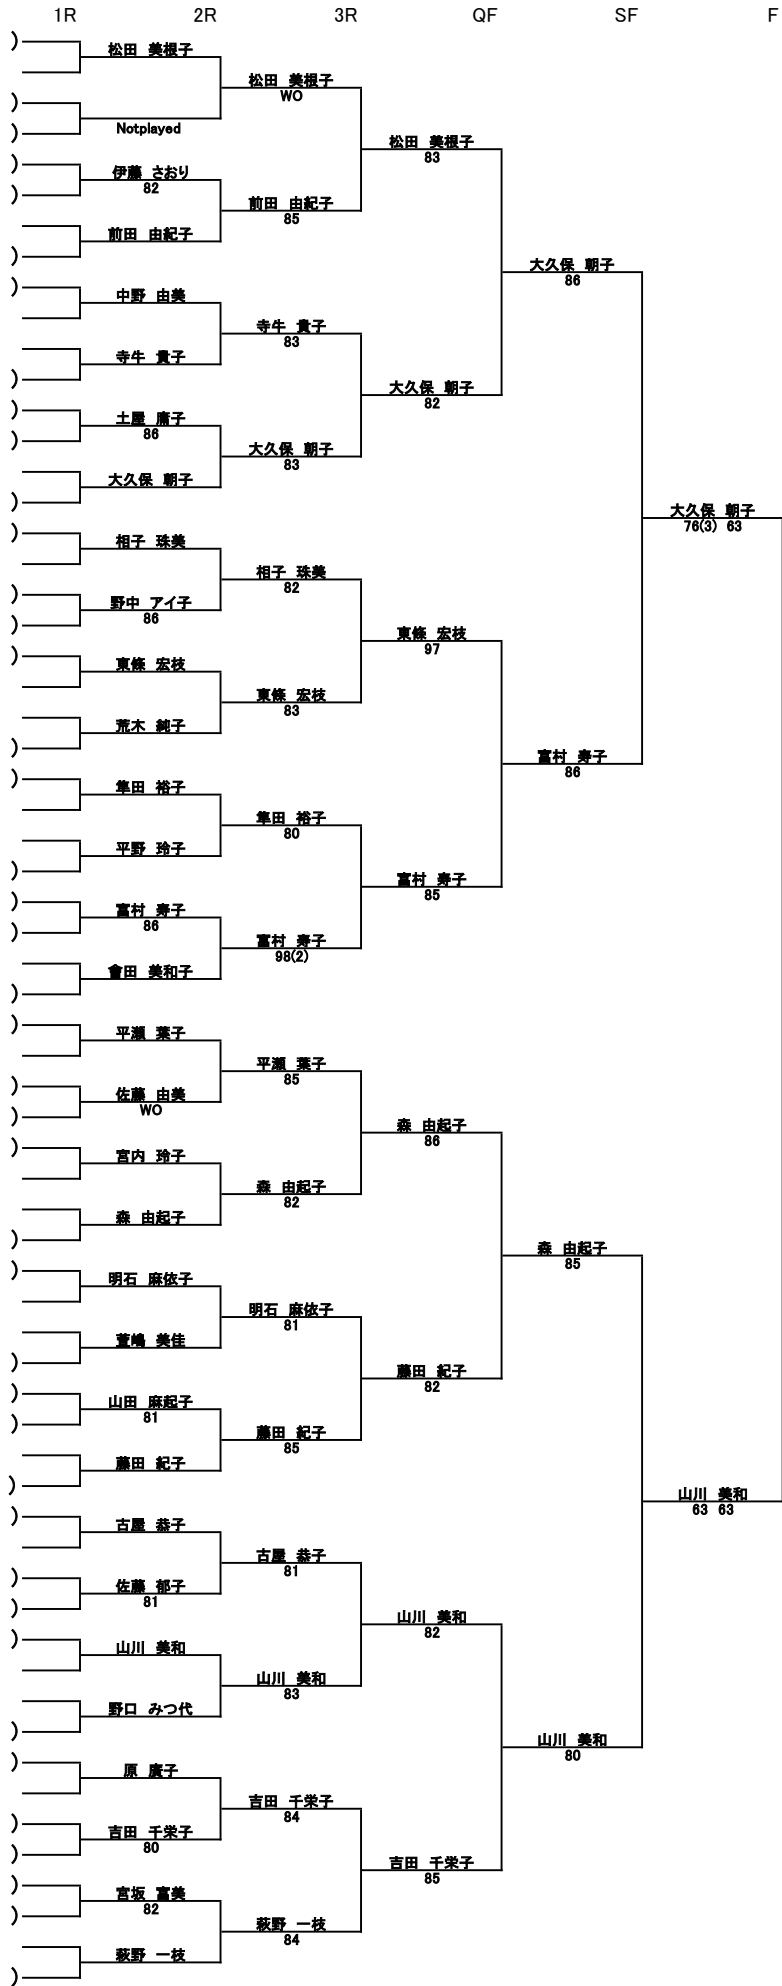 1R 2R 3R QF SF F
松田 美根子
Notplayed
伊藤 さおり
82
前田 由紀子
中野 由美
寺牛 貴子
土屋 庸子
86
大久保 朝子
相子 珠美
野中 アイ子
86
東條 宏枝
荒木 純子
隼田 裕子
平野 玲子
富村 寿子
86
會田 美和子
平瀬 葉子
佐藤 由美
WO
宮内 玲子
森 由起子
明石 麻依子
萱嶋 美佳
山田 麻起子
81
藤田 紀子
古屋 恭子
佐藤 郁子
81
山川 美和
野口 みつ代
原 廣子
吉田 千栄子
80
宮坂 富美
82
萩野 一枝
松田 美根子
WO
前田 由紀子
85
寺牛 貴子
83
大久保 朝子
83
相子 珠美
82
東條 宏枝
83
隼田 裕子
80
富村 寿子
98(2)
平瀬 葉子
85
森 由起子
82
明石 麻依子
81
藤田 紀子
85
古屋 恭子
81
山川 美和
83
吉田 千栄子
84
萩野 一枝
84
松田 美根子
83
大久保 朝子
82
東條 宏枝
97
富村 寿子
85
森 由起子
86
藤田 紀子
82
山川 美和
82
吉田 千栄子
85
大久保 朝子
86
富村 寿子
86
森 由起子
85
山川 美和
80
大久保 朝子
76(3) 63
山川 美和
63 63